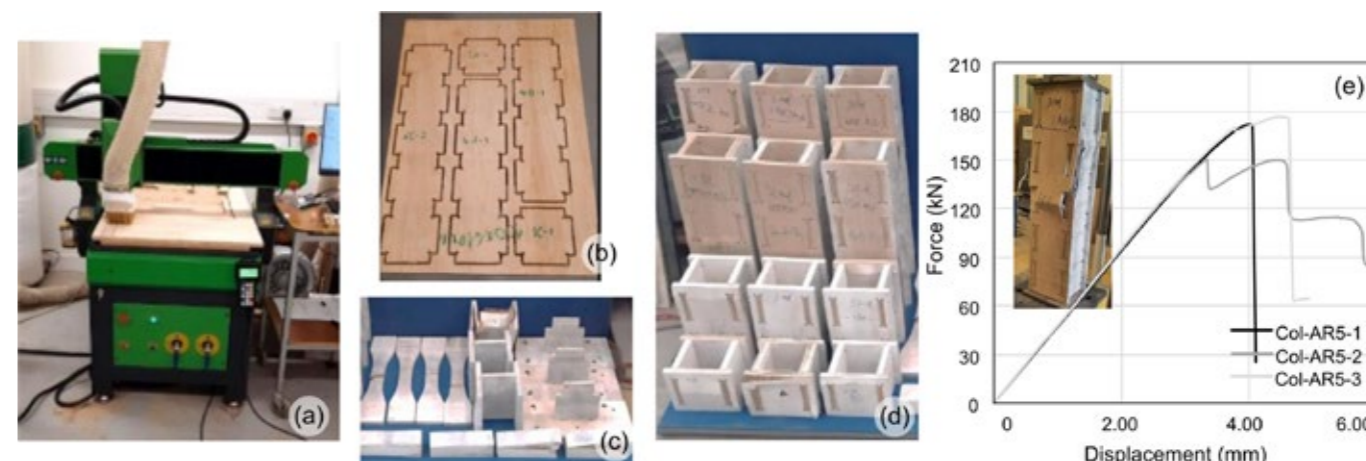 (a)
(b)
(c)
(d)
(e)
210
180
150
120
90
60
30
0
Force (kN)
0
2.00
4.00
6.00
Displacement (mm)
Col-AR5-1
Col-AR5-2
Col-AR5-3